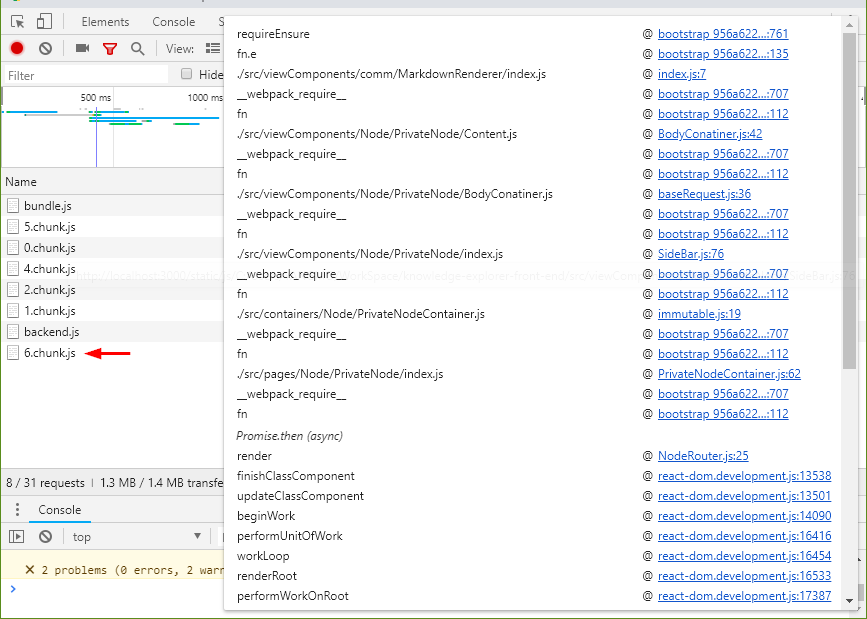 Elements Console S
View:
Filter Hide
500 ms 1000 ms
Name
bundle.js
5.chunk.js
0.chunk.js
4.chunk.js
2.chunk.js
1.chunk.js
backend.js
6.chunk.js
8 / 31 requests | 1.3 MB / 1.4 MB transfe
Console
top
2 problems (0 errors, 2 warn
requireEnsure @ bootstrap 956a622…:761
fn.e @ bootstrap 956a622…:135
./src/viewComponents/comm/MarkdownRenderer/index.js @ index.js:7
__webpack_require__ @ bootstrap 956a622…:707
fn @ bootstrap 956a622…:112
./src/viewComponents/Node/PrivateNode/Content.js @ BodyConatiner.js:42
__webpack_require__ @ bootstrap 956a622…:707
fn @ bootstrap 956a622…:112
./src/viewComponents/Node/PrivateNode/BodyConatiner.js @ baseRequest.js:36
__webpack_require__ @ bootstrap 956a622…:707
fn @ bootstrap 956a622…:112
./src/viewComponents/Node/PrivateNode/index.js @ SideBar.js:76
__webpack_require__ @ bootstrap 956a622…:707
fn @ bootstrap 956a622…:112
./src/containers/Node/PrivateNodeContainer.js @ immutable.js:19
__webpack_require__ @ bootstrap 956a622…:707
fn @ bootstrap 956a622…:112
./src/pages/Node/PrivateNode/index.js @ PrivateNodeContainer.js:62
__webpack_require__ @ bootstrap 956a622…:707
fn @ bootstrap 956a622…:112
Promise.then (async)
render @ NodeRouter.js:25
finishClassComponent @ react-dom.development.js:13538
updateClassComponent @ react-dom.development.js:13501
beginWork @ react-dom.development.js:14090
performUnitOfWork @ react-dom.development.js:16416
workLoop @ react-dom.development.js:16454
renderRoot @ react-dom.development.js:16533
performWorkOnRoot @ react-dom.development.js:17387